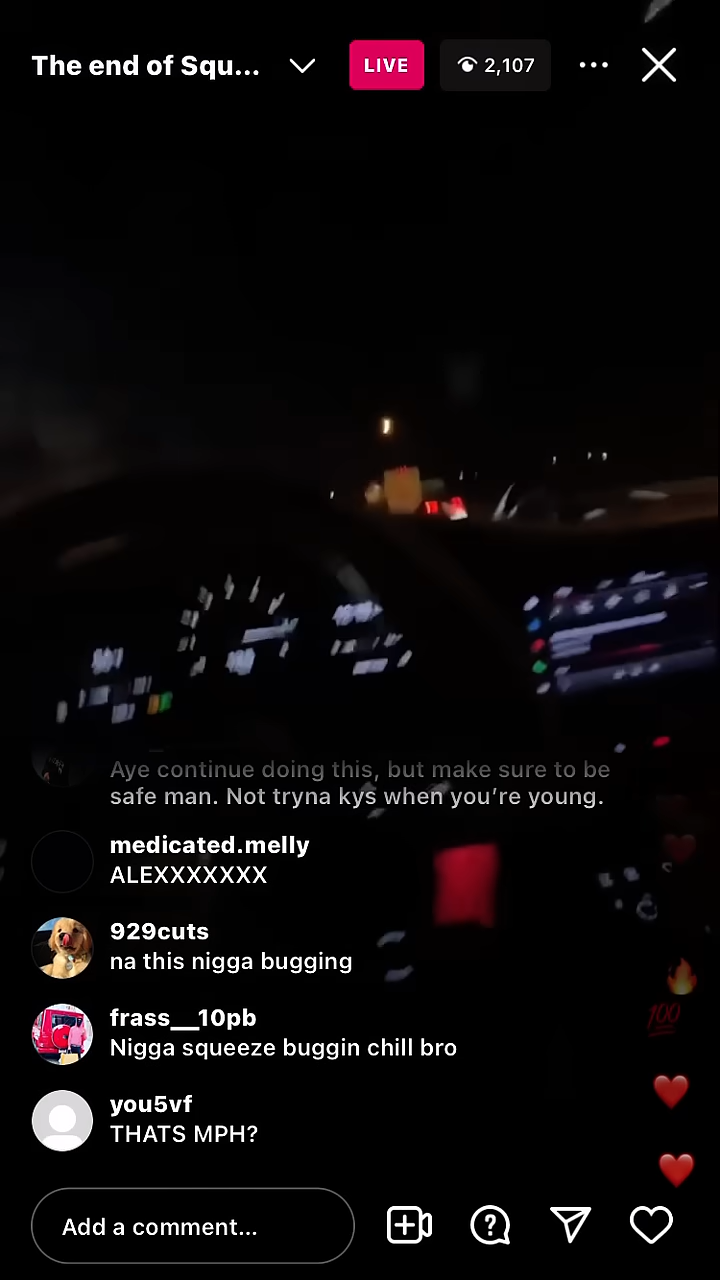 The end of Squ...
LIVE
2,107
Aye continue doing this, but make sure to be
safe man. Not tryna kys when you’re young.
medicated.melly
ALEXXXXXXX
929cuts
na this nigga bugging
frass__10pb
Nigga squeeze buggin chill bro
you5vf
THATS MPH?
Add a comment...